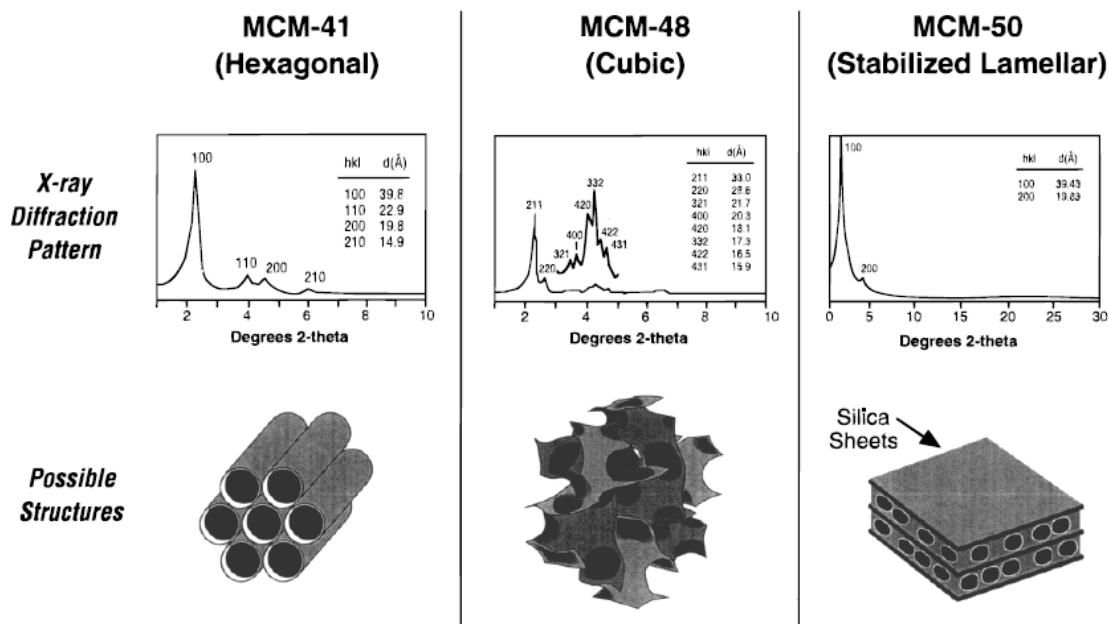 MCM-41
(Hexagonal)
MCM-48
(Cubic)
MCM-50
(Stabilized Lamellar)
X-ray
Diffraction
Pattern
100
110
200
210
hkl d(Å)
100 39.8
110 22.9
200 19.8
210 14.9
0 2 4 6 8 10
Degrees 2-theta
211
220
321
400
420
332
422
431
hkl d(Å)
211 33.0
220 28.6
321 21.7
400 20.3
420 18.1
332 17.3
422 16.5
431 15.9
2 4 6 8 10
Degrees 2-theta
100
200
hkl d(Å)
100 39.43
200 19.89
0 5 10 15 20 25 30
Degrees 2-theta
Possible
Structures
Silica
Sheets